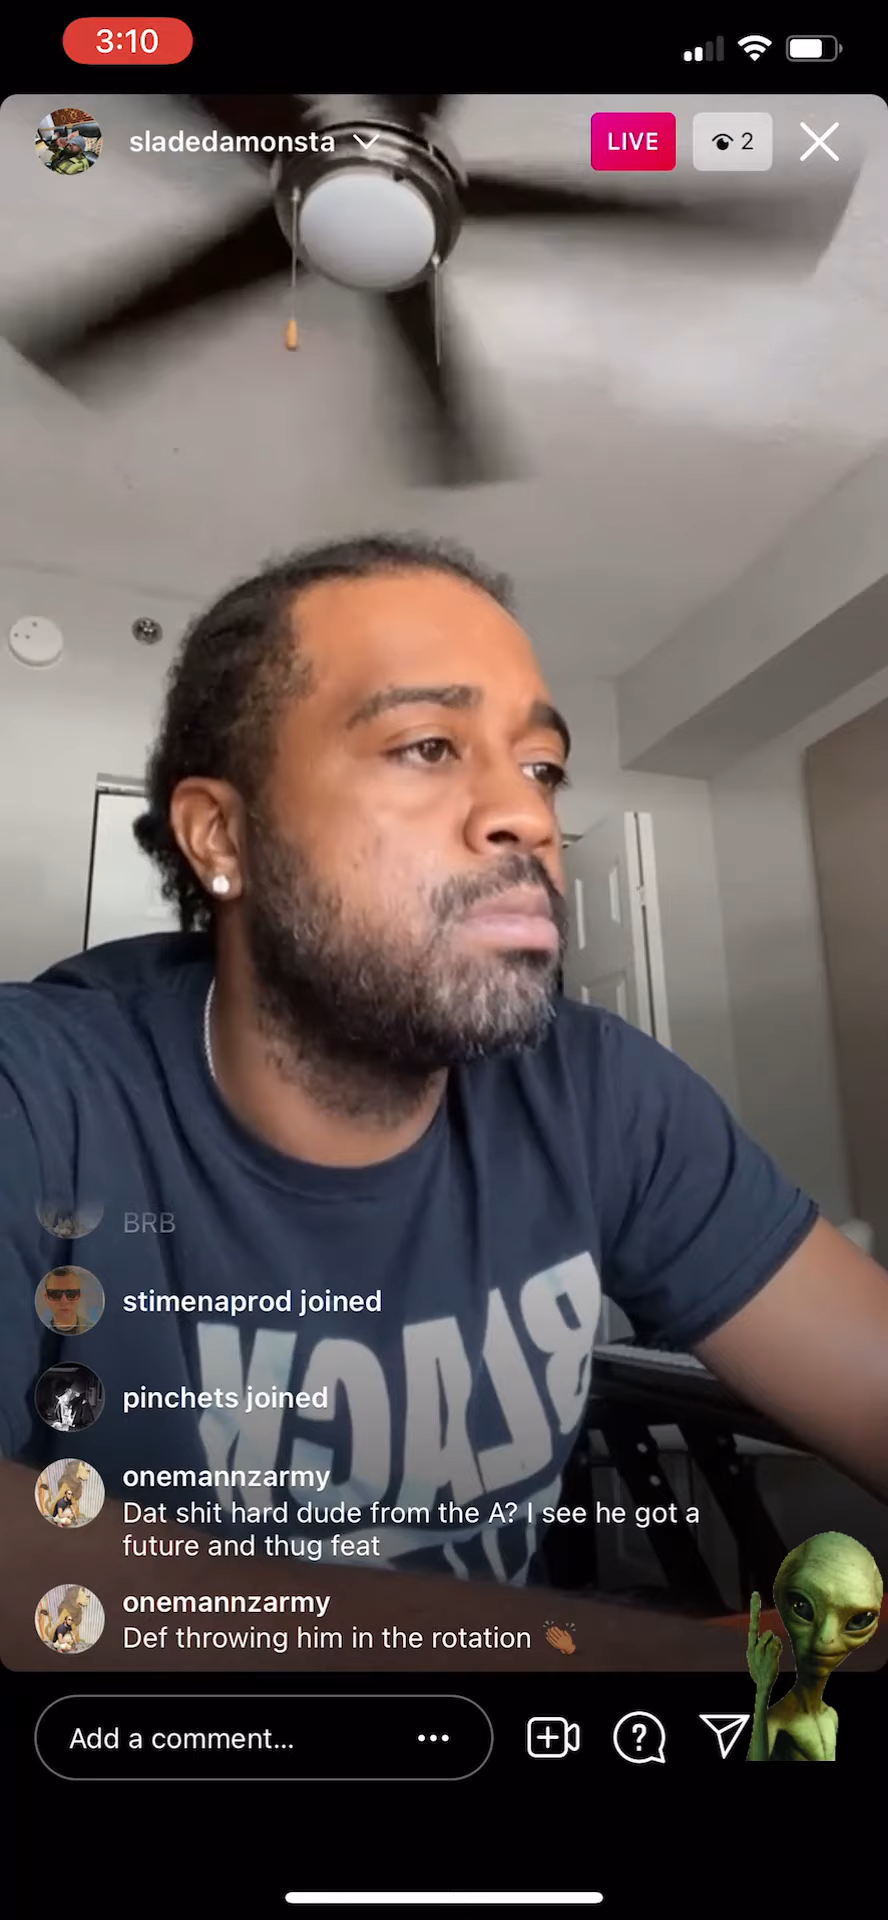 3:10
sladedamonsta
LIVE
2
BRB
stimenaprod joined
pinchets joined
BLACK
onemannzarmy
Dat shit hard dude from the A? I see he got a
future and thug feat
onemannzarmy
Def throwing him in the rotation 👏🏾
Add a comment...